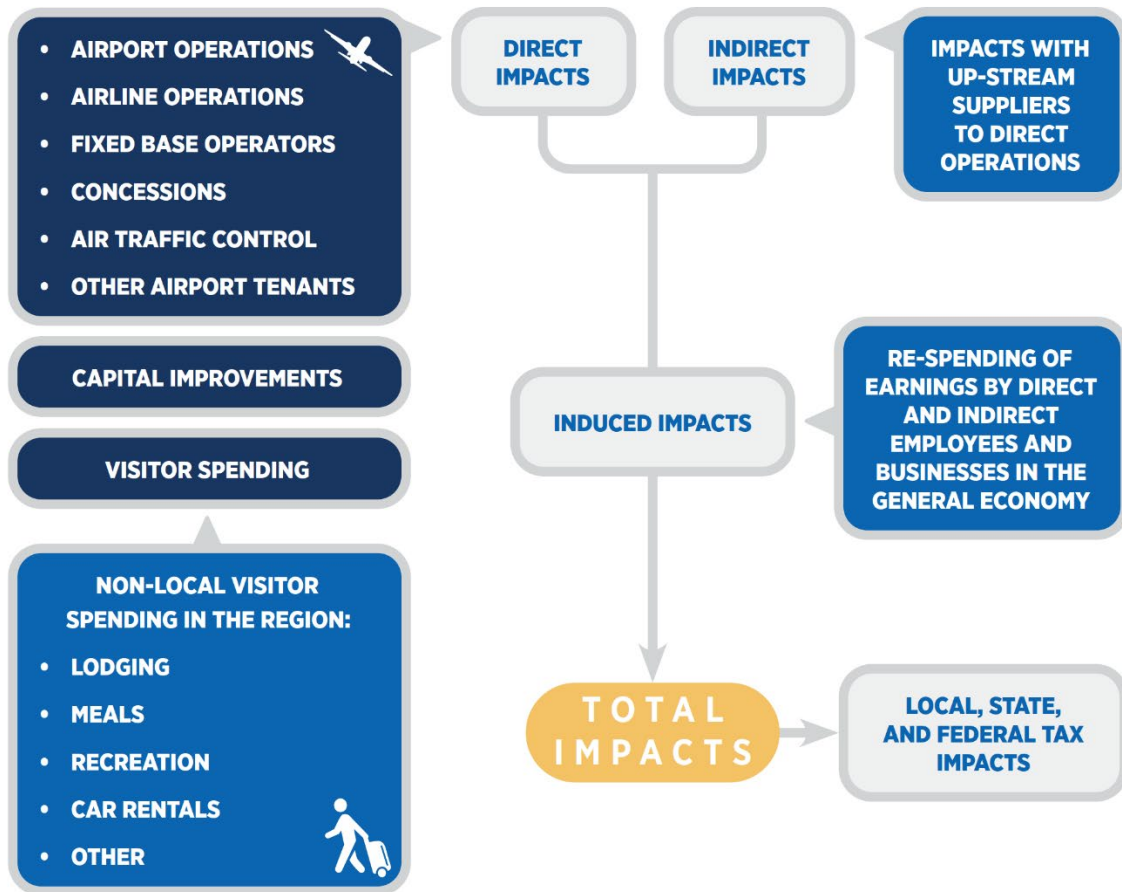 • AIRPORT OPERATIONS
• AIRLINE OPERATIONS
• FIXED BASE OPERATORS
• CONCESSIONS
• AIR TRAFFIC CONTROL
• OTHER AIRPORT TENANTS
CAPITAL IMPROVEMENTS
VISITOR SPENDING
NON-LOCAL VISITOR
SPENDING IN THE REGION:
• LODGING
• MEALS
• RECREATION
• CAR RENTALS
• OTHER
DIRECT
IMPACTS
INDIRECT
IMPACTS
IMPACTS WITH
UP-STREAM
SUPPLIERS
TO DIRECT
OPERATIONS
INDUCED IMPACTS
RE-SPENDING OF
EARNINGS BY DIRECT
AND INDIRECT
EMPLOYEES AND
BUSINESSES IN THE
GENERAL ECONOMY
TOTAL
IMPACTS
LOCAL, STATE,
AND FEDERAL TAX
IMPACTS